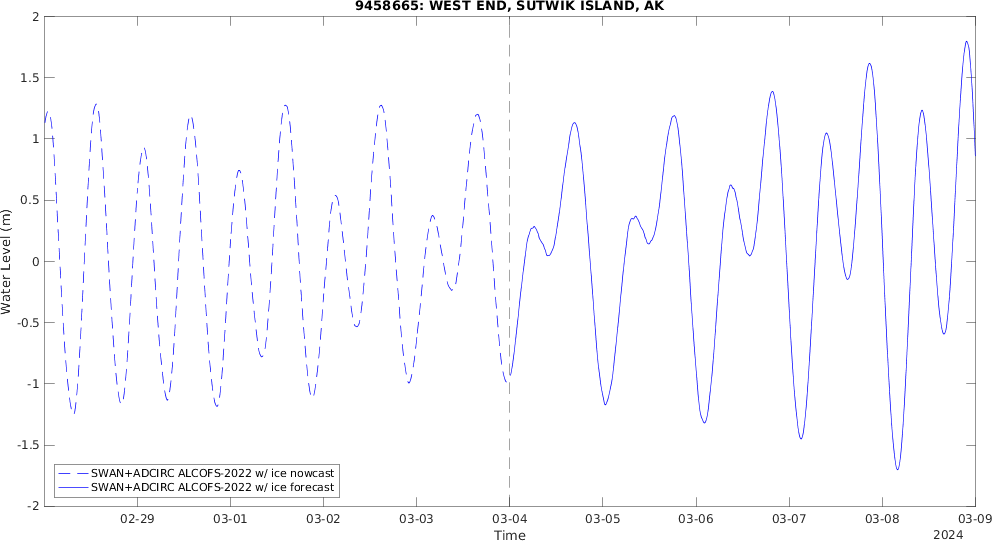 9458665: WEST END, SUTWIK ISLAND, AK
2
1.5
1
0.5
0
-0.5
-1
-1.5
-2
Water Level (m)
SWAN+ADCIRC ALCOFS-2022 w/ ice nowcast
SWAN+ADCIRC ALCOFS-2022 w/ ice forecast
02-29 03-01 03-02 03-03 03-04 03-05 03-06 03-07 03-08 03-09
Time
2024